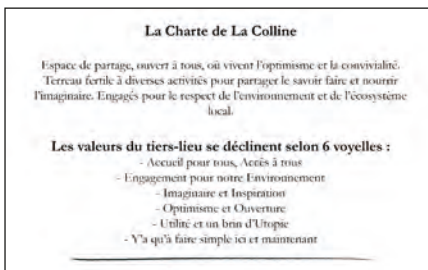 La Charte de La Colline
Espace de partage, ouvert à tous, où vivent l'optimisme et la convivialité.
Terreau fertile à diverses activités pour partager le savoir faire et nourrir
l'imaginaire. Engagés pour le respect de l'environnement et de l'écosystème
local.
Les valeurs du tiers-lieu se déclinent selon 6 voyelles :
- Accueil pour tous, Accès à tous
- Engagement pour notre Environnement
- Imaginaire et Inspiration
- Optimisme et Ouverture
- Utilité et un brin d'Utopie
- Y'a qu'à faire simple ici et maintenant